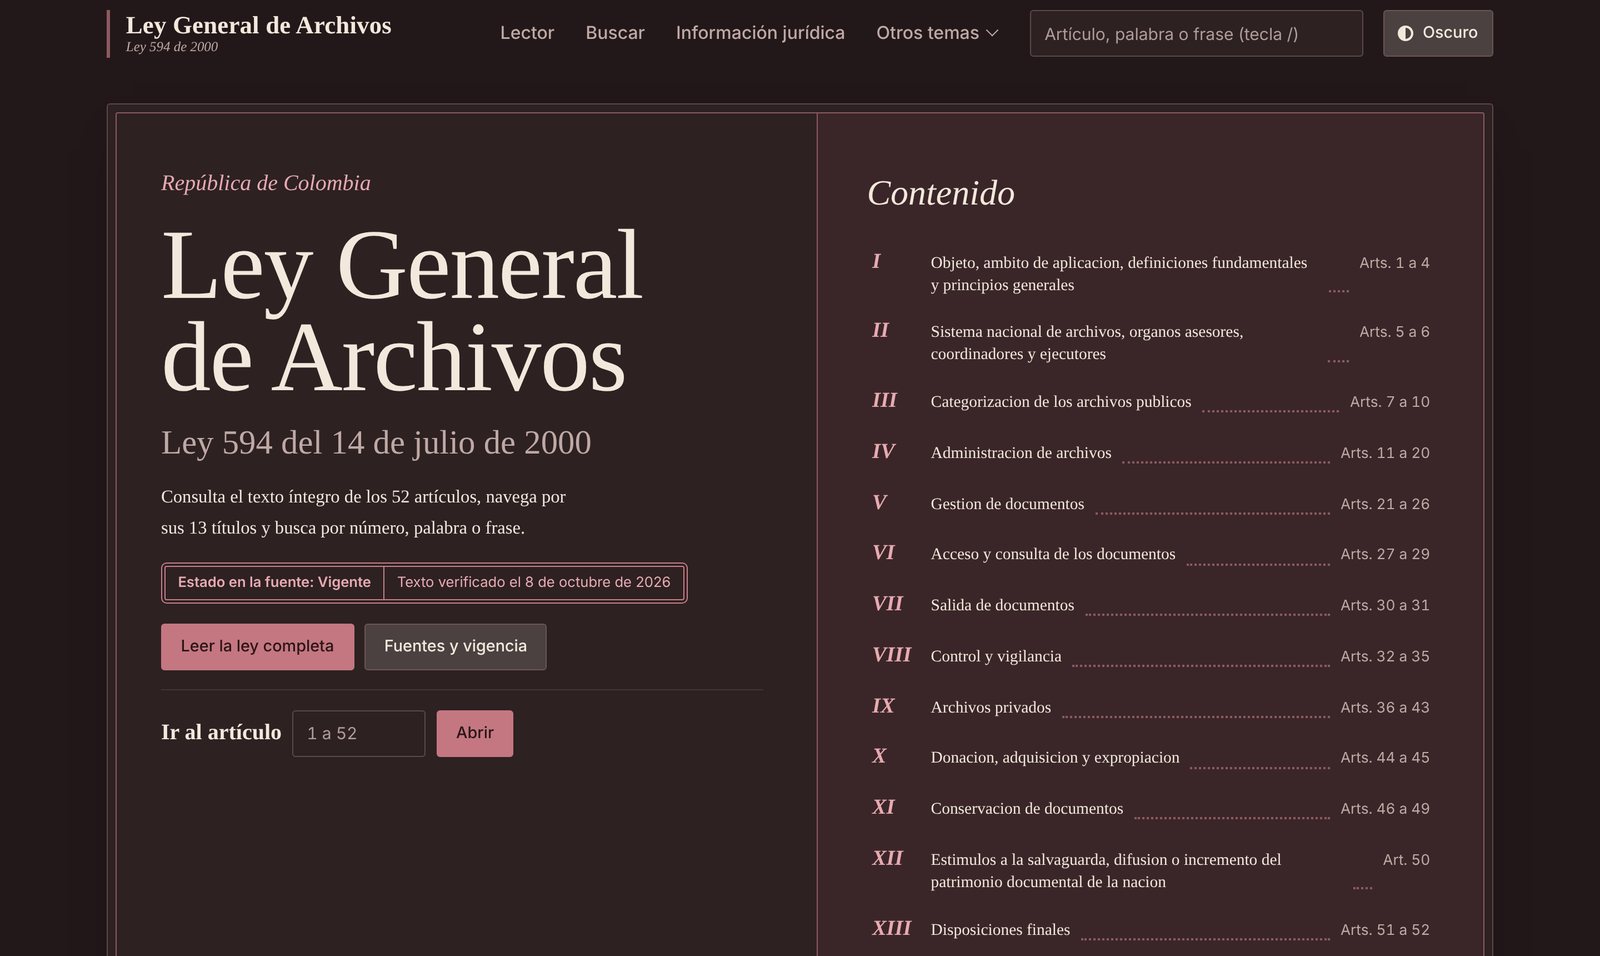 Ley General de Archivos
Ley 594 de 2000
Lector
Buscar
Información jurídica
Otros temas
Artículo, palabra o frase (tecla /)
Oscuro
República de Colombia
Ley General
de Archivos
Ley 594 del 14 de julio de 2000
Consulta el texto íntegro de los 52 artículos, navega por
sus 13 títulos y busca por número, palabra o frase.
Estado en la fuente: Vigente
Texto verificado el 8 de octubre de 2026
Leer la ley completa
Fuentes y vigencia
Ir al artículo
1 a 52
Abrir
Contenido
I Objeto, ambito de aplicacion, definiciones fundamentales
y principios generales
Arts. 1 a 4
II Sistema nacional de archivos, organos asesores,
coordinadores y ejecutores
Arts. 5 a 6
III Categorizacion de los archivos publicos Arts. 7 a 10
IV Administracion de archivos Arts. 11 a 20
V Gestion de documentos Arts. 21 a 26
VI Acceso y consulta de los documentos Arts. 27 a 29
VII Salida de documentos Arts. 30 a 31
VIII Control y vigilancia Arts. 32 a 35
IX Archivos privados Arts. 36 a 43
X Donacion, adquisicion y expropiacion Arts. 44 a 45
XI Conservacion de documentos Arts. 46 a 49
XII Estimulos a la salvaguarda, difusion o incremento del
patrimonio documental de la nacion
Art. 50
XIII Disposiciones finales Arts. 51 a 52